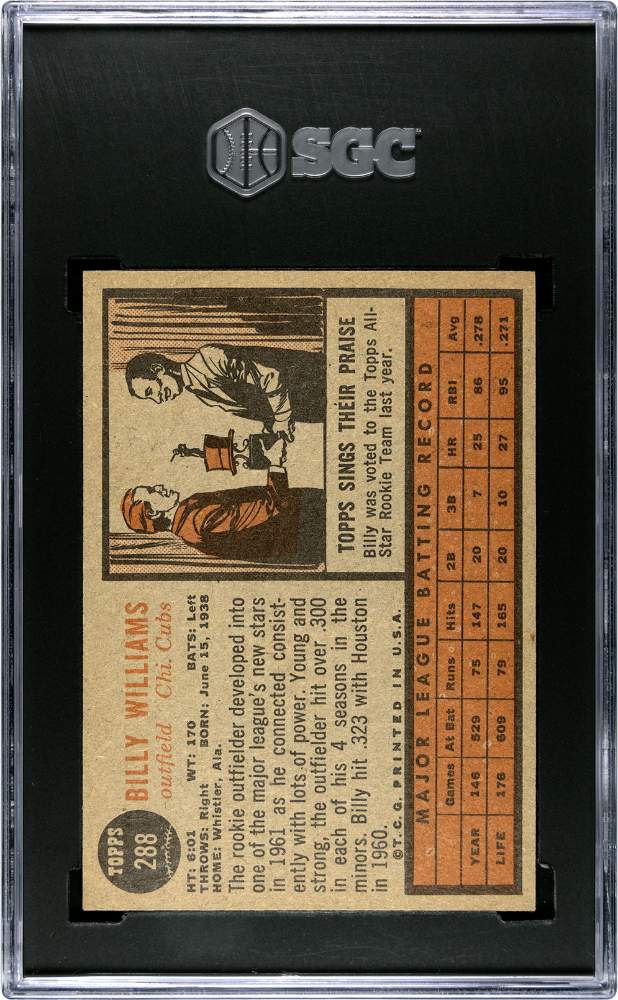 SGC
TOPPS
288
BILLY WILLIAMS
outfield Chi. Cubs
HT: 6:01 WT: 170 BATS: Left
THROWS: Right BORN: June 15, 1938
HOME: Whistler, Ala.
The rookie outfielder developed into
one of the major league's new stars
in 1961 as he connected consist-
ently with lots of power. Young and
strong, the outfielder hit over .300
in each of his 4 seasons in the
minors. Billy hit .323 with Houston
in 1960.
©T.C.G. PRINTED IN U.S.A.
TOPPS SINGS THEIR PRAISE
Billy was voted to the Topps All-
Star Rookie Team last year.
MAJOR LEAGUE BATTING RECORD
Games At Bat Runs Hits 2B 3B HR RBI Avg
YEAR 146 529 75 147 20 7 25 86 .278
LIFE 176 609 79 165 20 10 27 95 .271